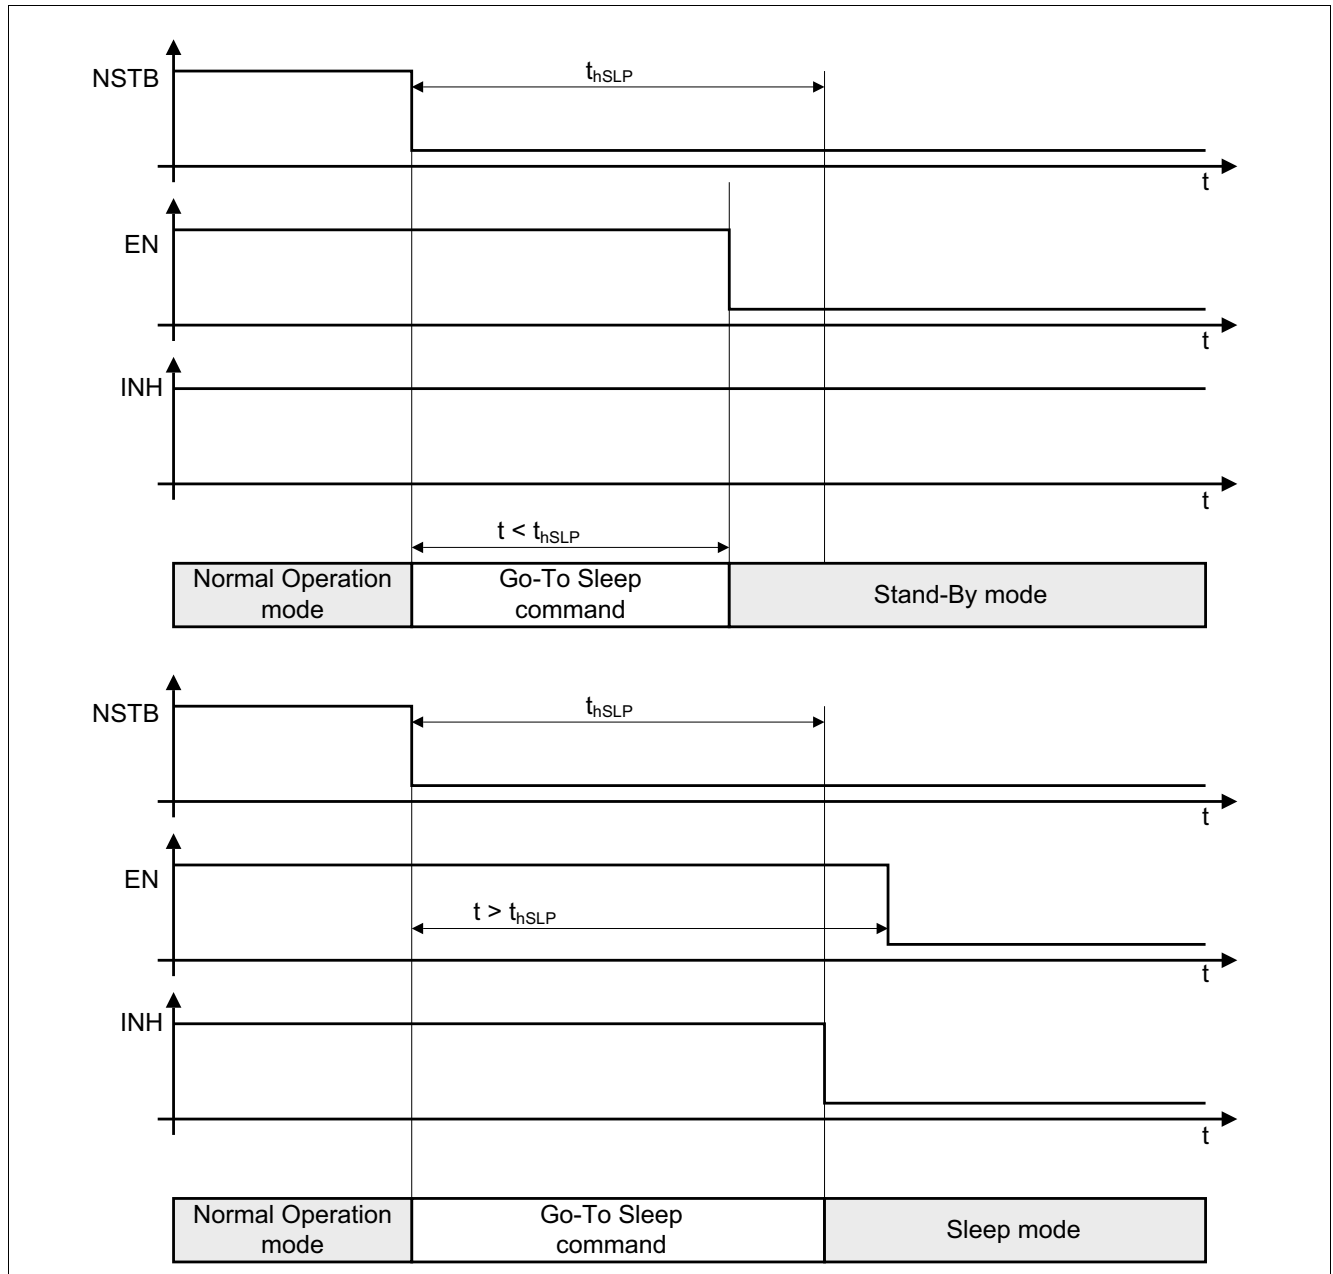 NSTB
thSLP
t
EN
t
INH
t
t < thSLP
Normal Operation
mode
Go-To Sleep
command
Stand-By mode
NSTB
thSLP
t
EN
t > thSLP
t
INH
t
Normal Operation
mode
Go-To Sleep
command
Sleep mode